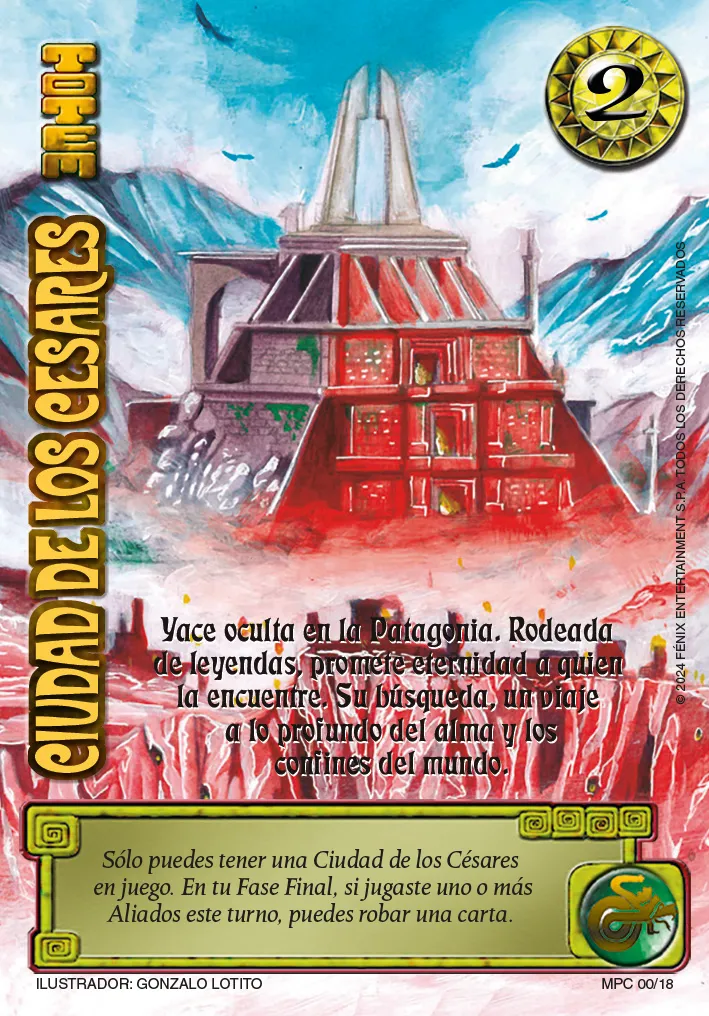 TOTEM
2
CIUDAD DE LOS CESARES
© 2024 FÉNIX ENTERTAINMENT S.P.A. TODOS LOS DERECHOS RESERVADOS
Yace oculta en la Patagonia. Rodeada
de leyendas, promete eternidad a quien
la encuentre. Su búsqueda, un viaje
a lo profundo del alma y los
confines del mundo.
Sólo puedes tener una Ciudad de los Césares
en juego. En tu Fase Final, si jugaste uno o más
Aliados este turno, puedes robar una carta.
ILUSTRADOR: GONZALO LOTITO
MPC 00/18